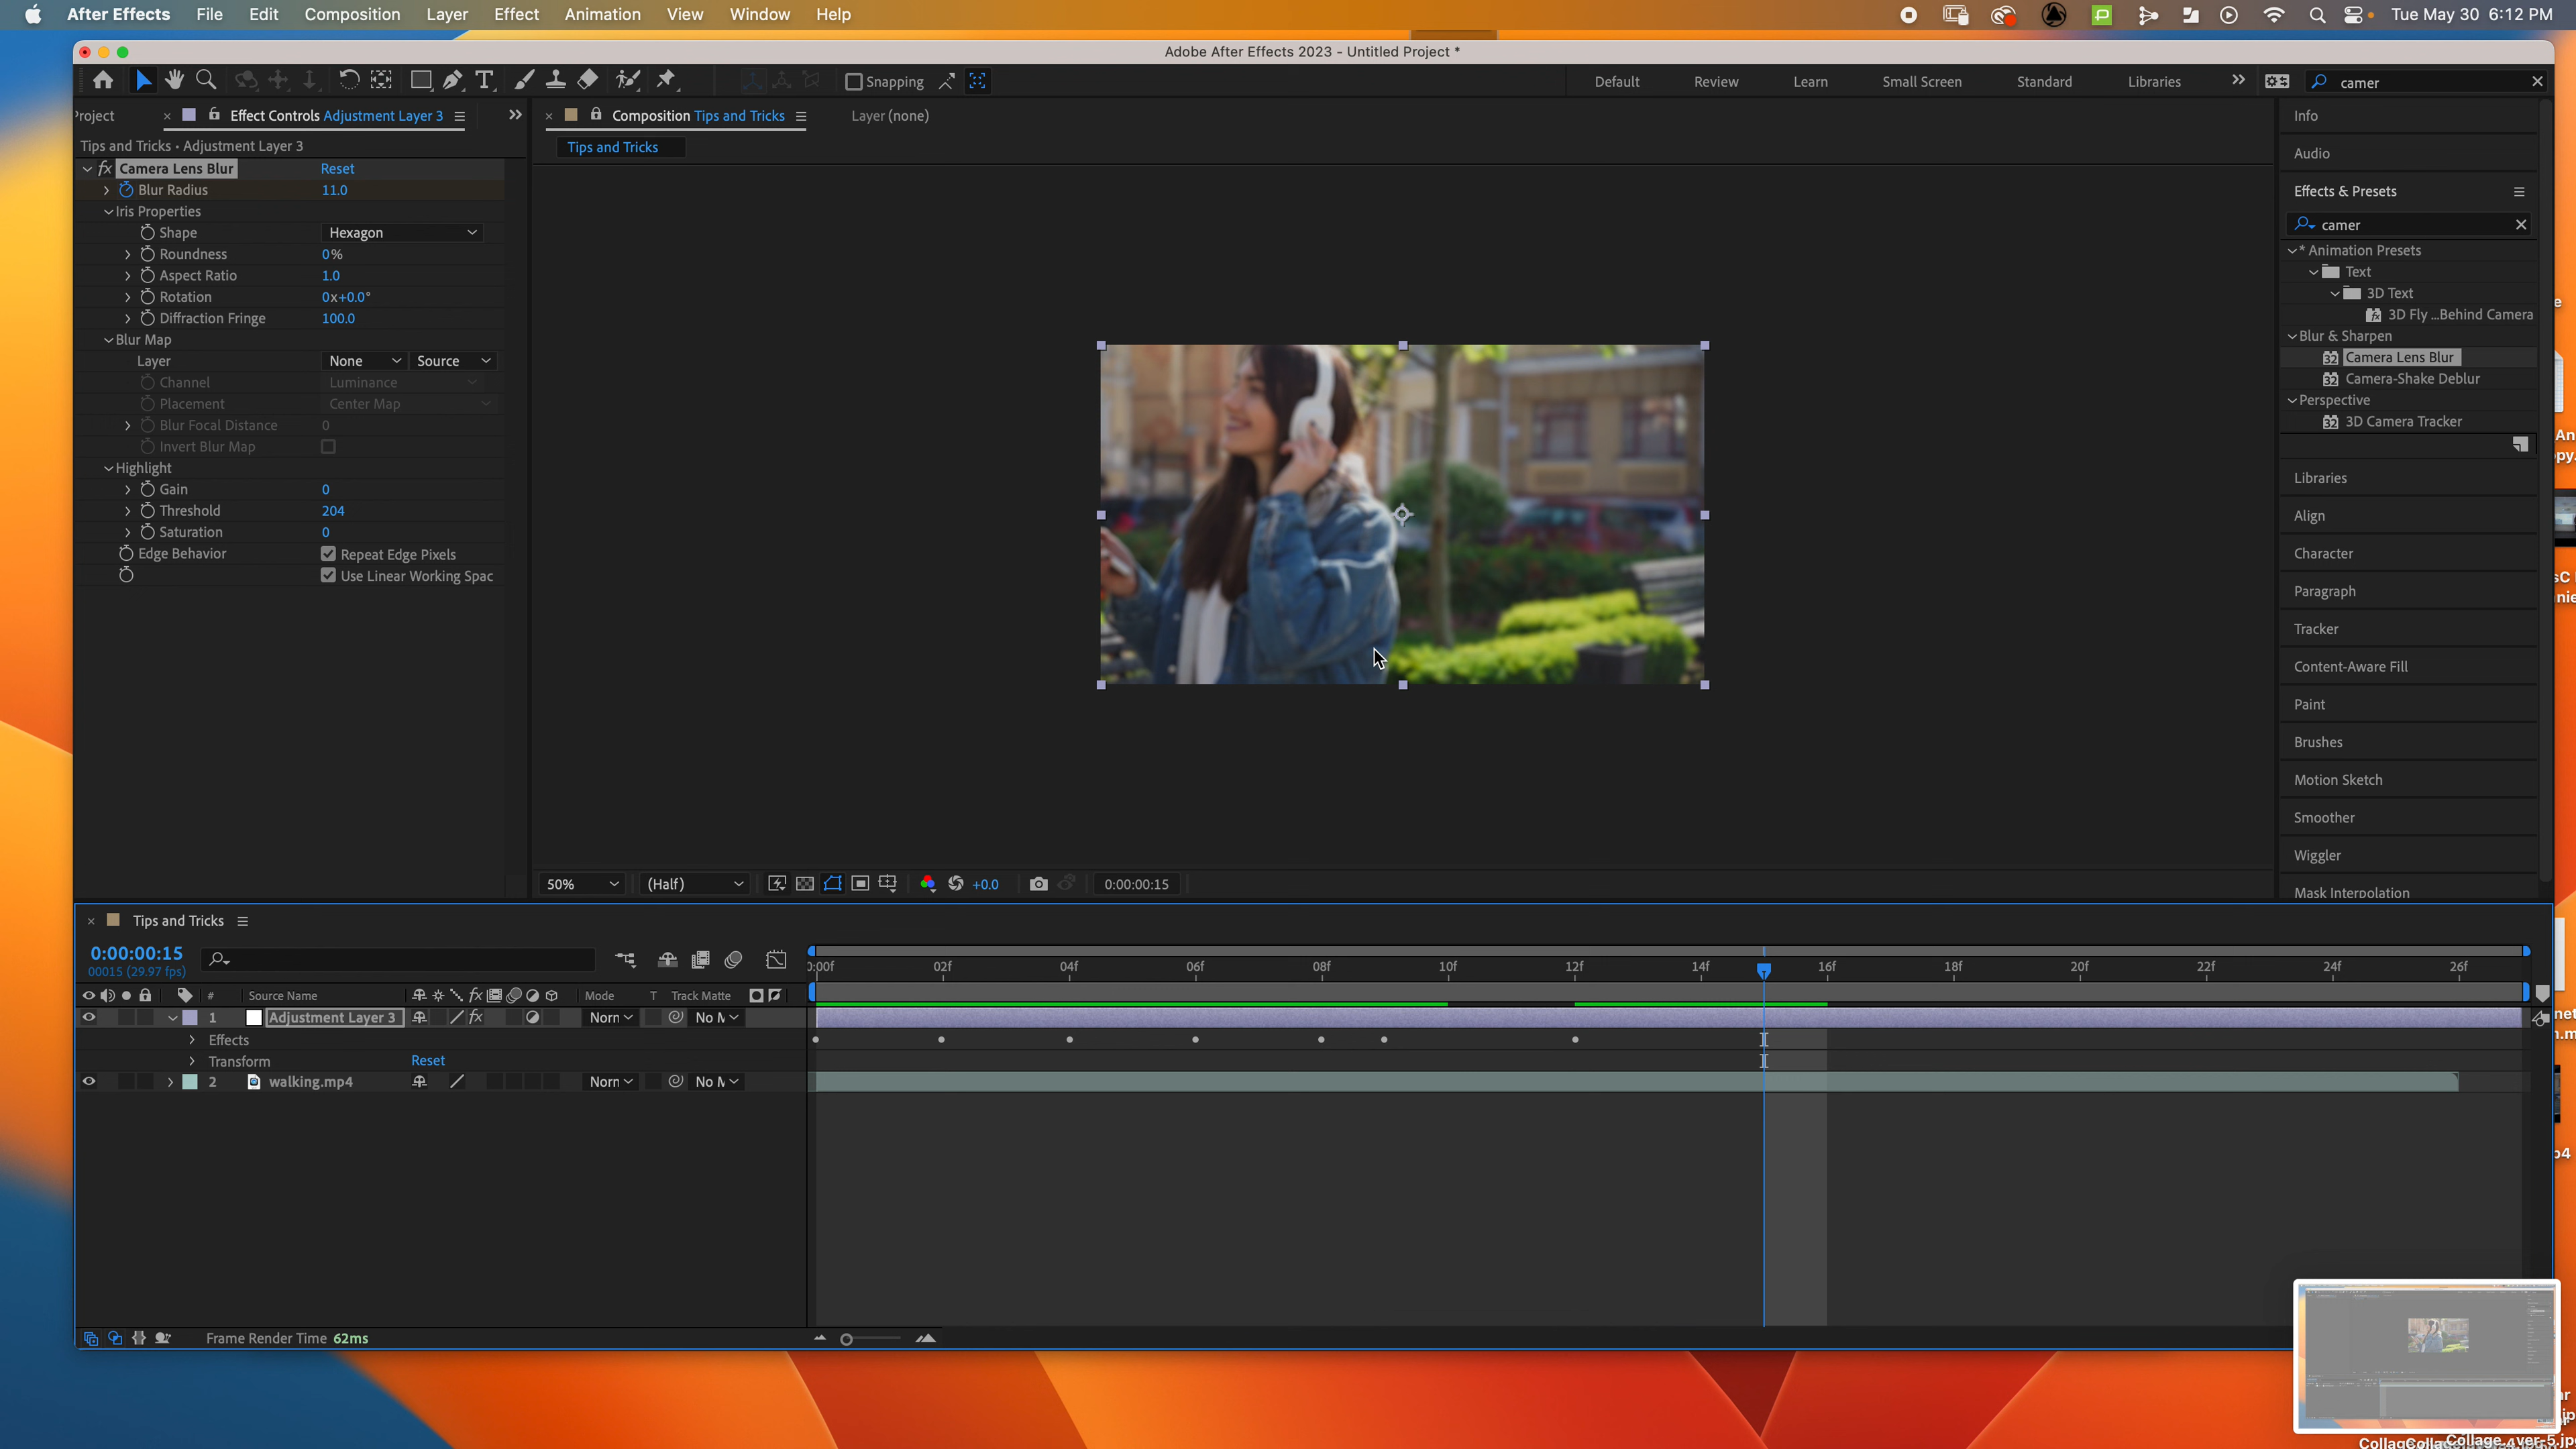 After Effects File Edit Composition Layer Effect Animation View Window Help Tue May 30 6:12 PM
Adobe After Effects 2023 - Untitled Project *
Snapping Default Review Learn Small Screen Standard Libraries camer
Project Effect Controls Adjustment Layer 3
Composition Tips and Tricks Layer (none)
Tips and Tricks
Tips and Tricks • Adjustment Layer 3
fx Camera Lens Blur Reset
Blur Radius 11.0
Iris Properties
Shape Hexagon
Roundness 0%
Aspect Ratio 1.0
Rotation 0x+0.0°
Diffraction Fringe 100.0
Blur Map
Layer None Source
Channel Luminance
Placement Center Map
Blur Focal Distance 0
Invert Blur Map
Highlight
Gain 0
Threshold 204
Saturation 0
Edge Behavior Repeat Edge Pixels
Use Linear Working Spac
50% (Half) +0.0 0:00:00:15
Info
Audio
Effects & Presets
camer
* Animation Presets
Text
3D Text
3D Fly ...Behind Camera
Blur & Sharpen
32 Camera Lens Blur
32 Camera-Shake Deblur
Perspective
32 3D Camera Tracker
Libraries
Align
Character
Paragraph
Tracker
Content-Aware Fill
Paint
Brushes
Motion Sketch
Smoother
Wiggler
Mask Interpolation
Tips and Tricks
0:00:00:15
00015 (29.97 fps)
0:00f 02f 04f 06f 08f 10f 12f 14f 16f 18f 20f 22f 24f 26f
# Source Name fx Mode T Track Matte
1 Adjustment Layer 3 fx Norn No M
Effects
Transform Reset
2 walking.mp4 Norn No M
Frame Render Time 62ms